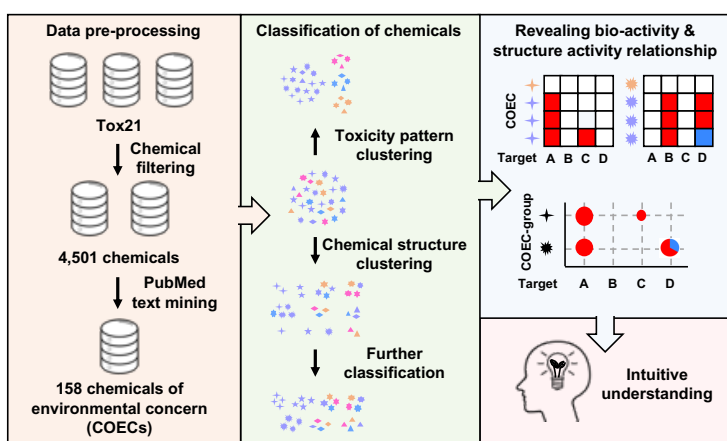 Data pre-processing
Tox21
Chemical
filtering
4,501 chemicals
PubMed
text mining
158 chemicals of
environmental concern
(COECs)
Classification of chemicals
Toxicity pattern
clustering
Chemical structure
clustering
Further
classification
Revealing bio-activity &
structure activity relationship
COEC
Target A B C D A B C D
COEC-group
Target A B C D
Intuitive
understanding